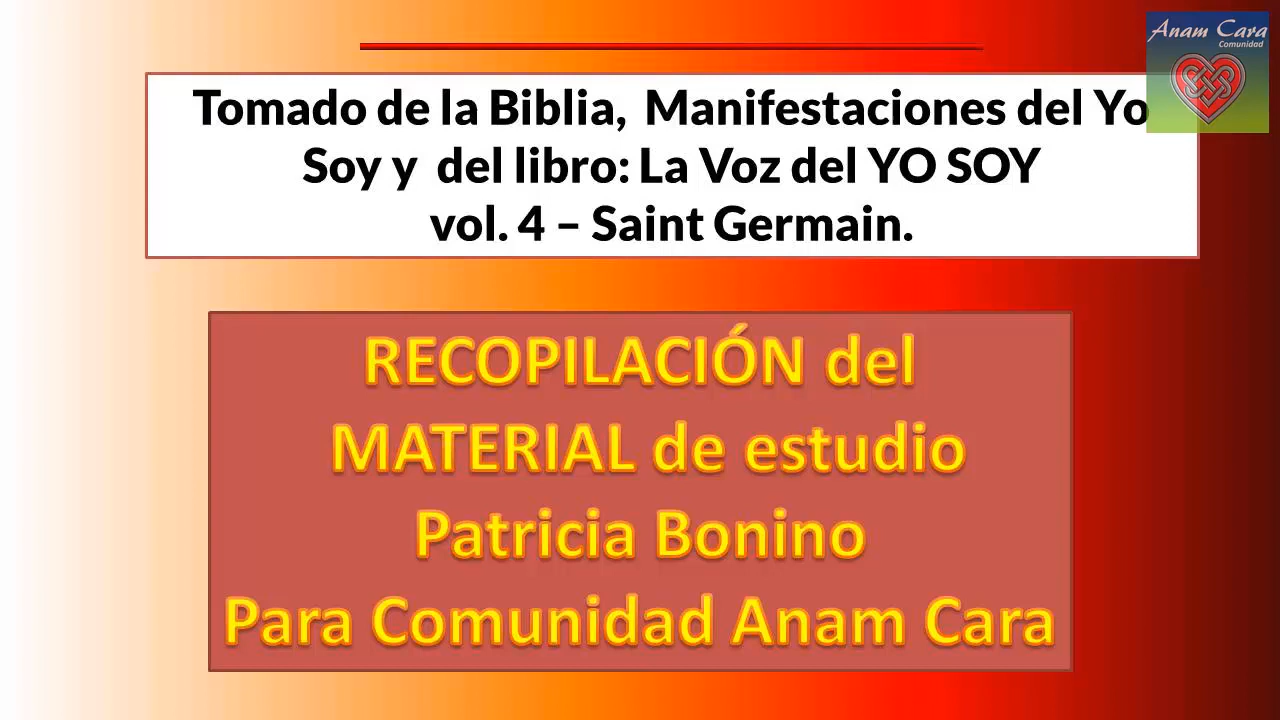 Anam Cara
Comunidad
Tomado de la Biblia, Manifestaciones del Yo
Soy y del libro: La Voz del YO SOY
vol. 4 – Saint Germain.
RECOPILACIÓN del
MATERIAL de estudio
Patricia Bonino
Para Comunidad Anam Cara